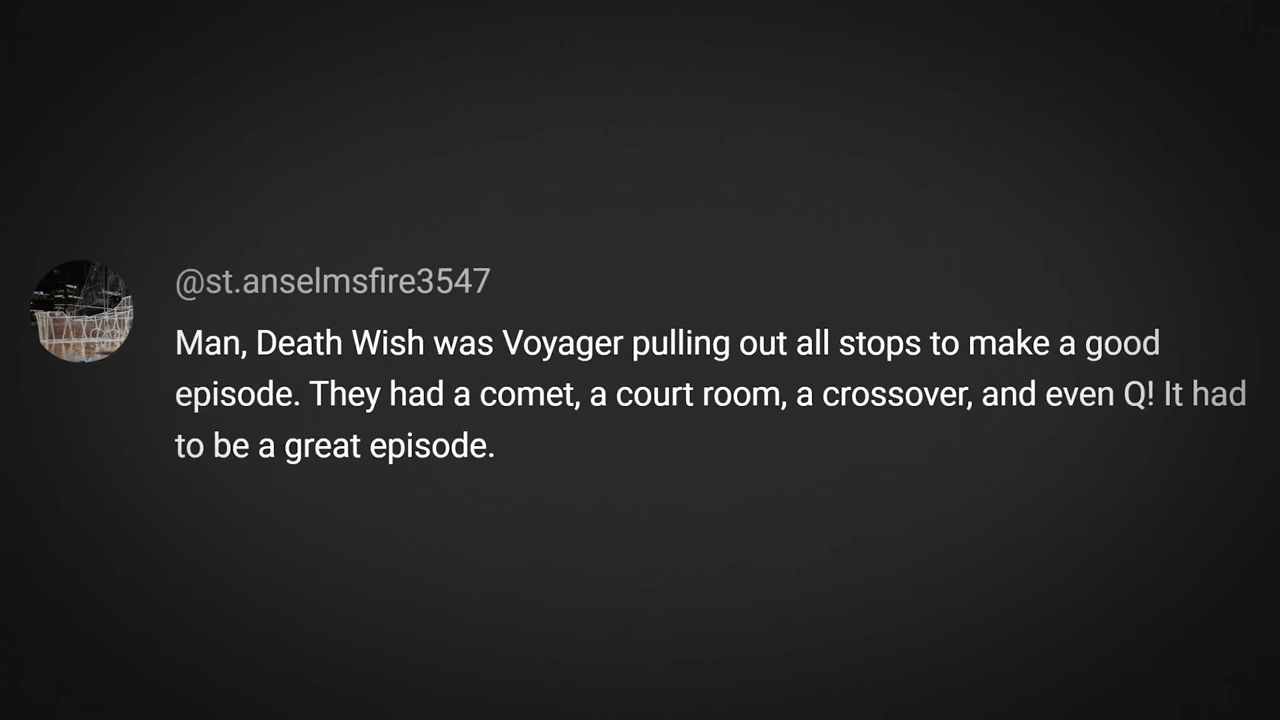 @st.anselmsfire3547
Man, Death Wish was Voyager pulling out all stops to make a good
episode. They had a comet, a court room, a crossover, and even Q! It had
to be a great episode.